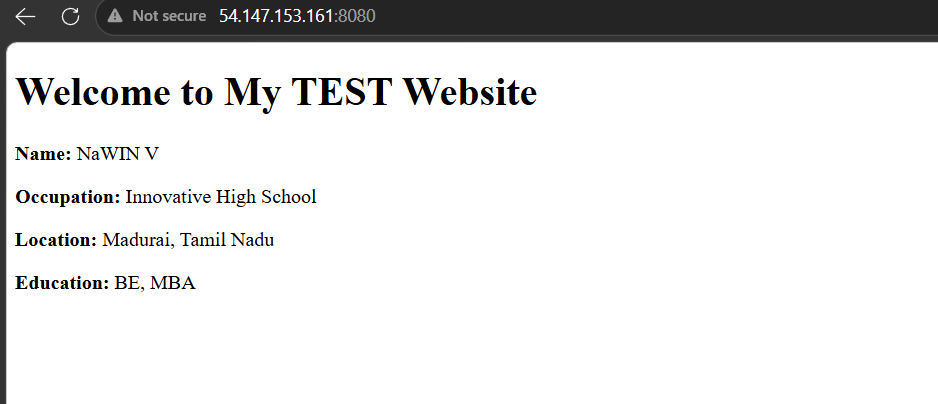 Not secure 54.147.153.161:8080
Welcome to My TEST Website
Name: NaWIN V
Occupation: Innovative High School
Location: Madurai, Tamil Nadu
Education: BE, MBA